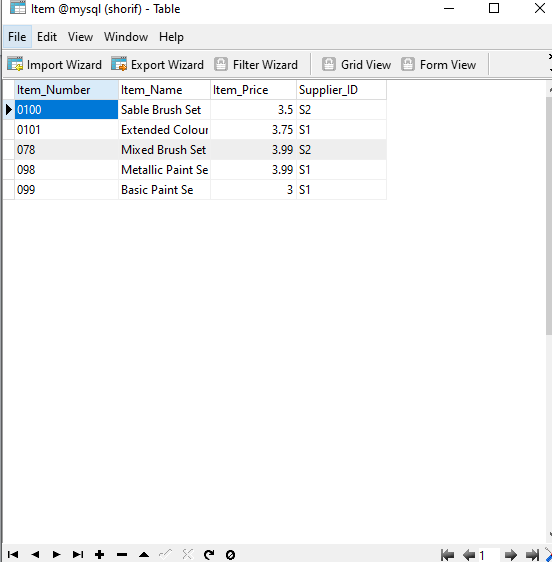 Item @mysql (shorif) - Table
File Edit View Window Help
Import Wizard Export Wizard Filter Wizard Grid View Form View
Item_Number Item_Name Item_Price Supplier_ID
0100 Sable Brush Set 3.5 S2
0101 Extended Colour 3.75 S1
078 Mixed Brush Set 3.99 S2
098 Metallic Paint Se 3.99 S1
099 Basic Paint Se 3 S1
1